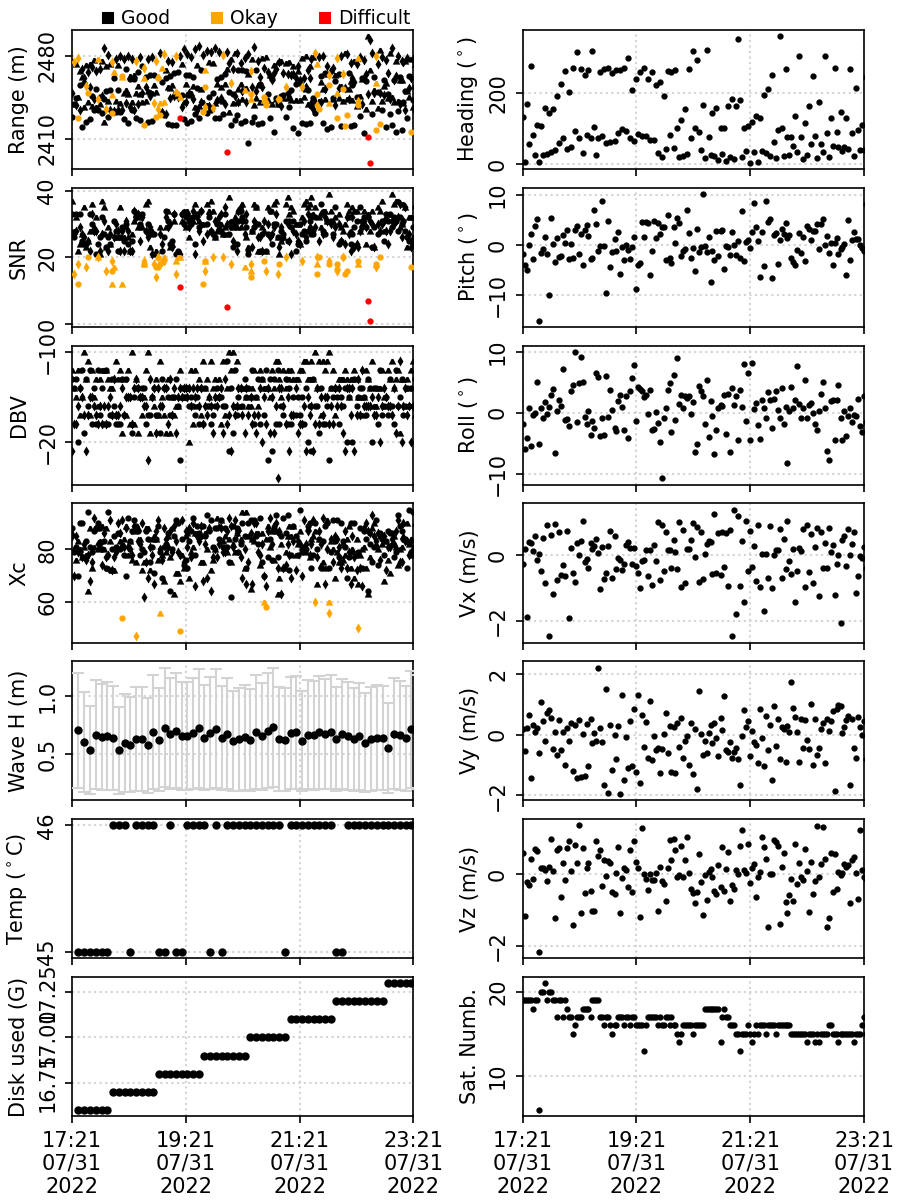 Good Okay Difficult
Range (m)
2480
2410
Heading (°)
200
0
SNR
40
20
0
Pitch (°)
10
0
−10
DBV
−10
−20
Roll (°)
10
0
−10
Xc
80
60
Vx (m/s)
0
−2
Wave H (m)
1.0
0.5
Vy (m/s)
2
0
−2
Temp (°C)
46
45
Vz (m/s)
0
−2
Disk used (G)
17.25
17.00
16.75
Sat. Numb.
20
10
17:21 19:21 21:21 23:21
07/31 07/31 07/31 07/31
2022 2022 2022 2022
17:21 19:21 21:21 23:21
07/31 07/31 07/31 07/31
2022 2022 2022 2022